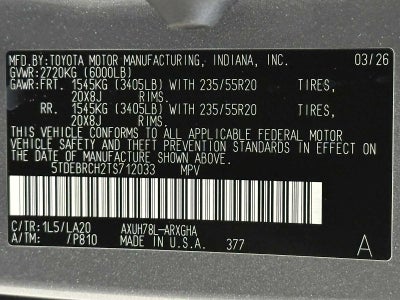 MFD.BY: TOYOTA MOTOR MANUFACTURING, INDIANA, INC. 03/26
GVWR:2720KG (6000LB)
GAWR:FRT. 1545KG (3405LB) WITH 235/55R20 TIRES,
20X8J RIMS.
RR. 1545KG (3405LB) WITH 235/55R20 TIRES,
20X8J RIMS.
THIS VEHICLE CONFORMS TO ALL APPLICABLE FEDERAL MOTOR
VEHICLE SAFETY AND THEFT PREVENTION STANDARDS IN EFFECT
ON THE DATE OF MANUFACTURE SHOWN ABOVE.
5TDEBRCH2TS712033 MPV
C/TR:1L5/LA20 AXUH78L-ARXGHA
A/TM: /P810 MADE IN U.S.A. 377 A